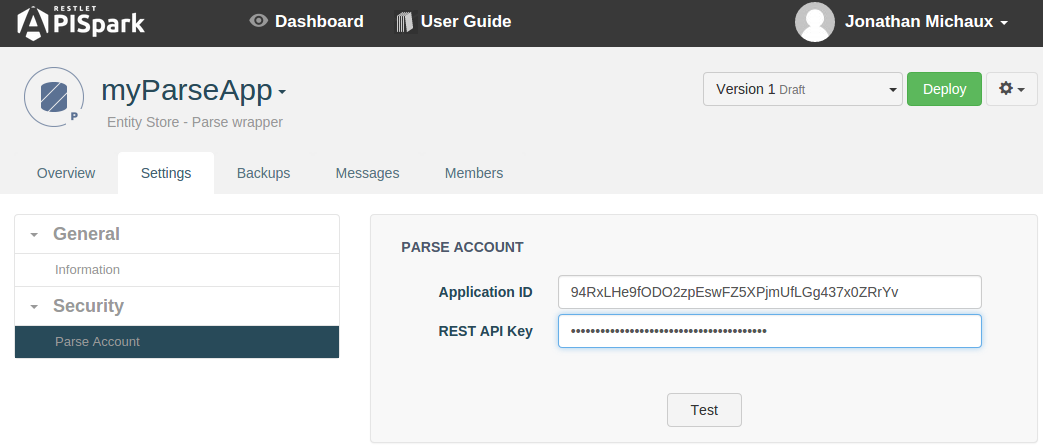 RESTLET
APISpark
Dashboard
User Guide
Jonathan Michaux
myParseApp
P
Entity Store - Parse wrapper
Version 1 Draft
Deploy
Overview
Settings
Backups
Messages
Members
General
Information
Security
Parse Account
PARSE ACCOUNT
Application ID
94RxLHe9fODO2zpEswFZ5XPjmUfLGg437x0ZRrYv
REST API Key
••••••••••••••••••••••••••••••••••••••••
Test